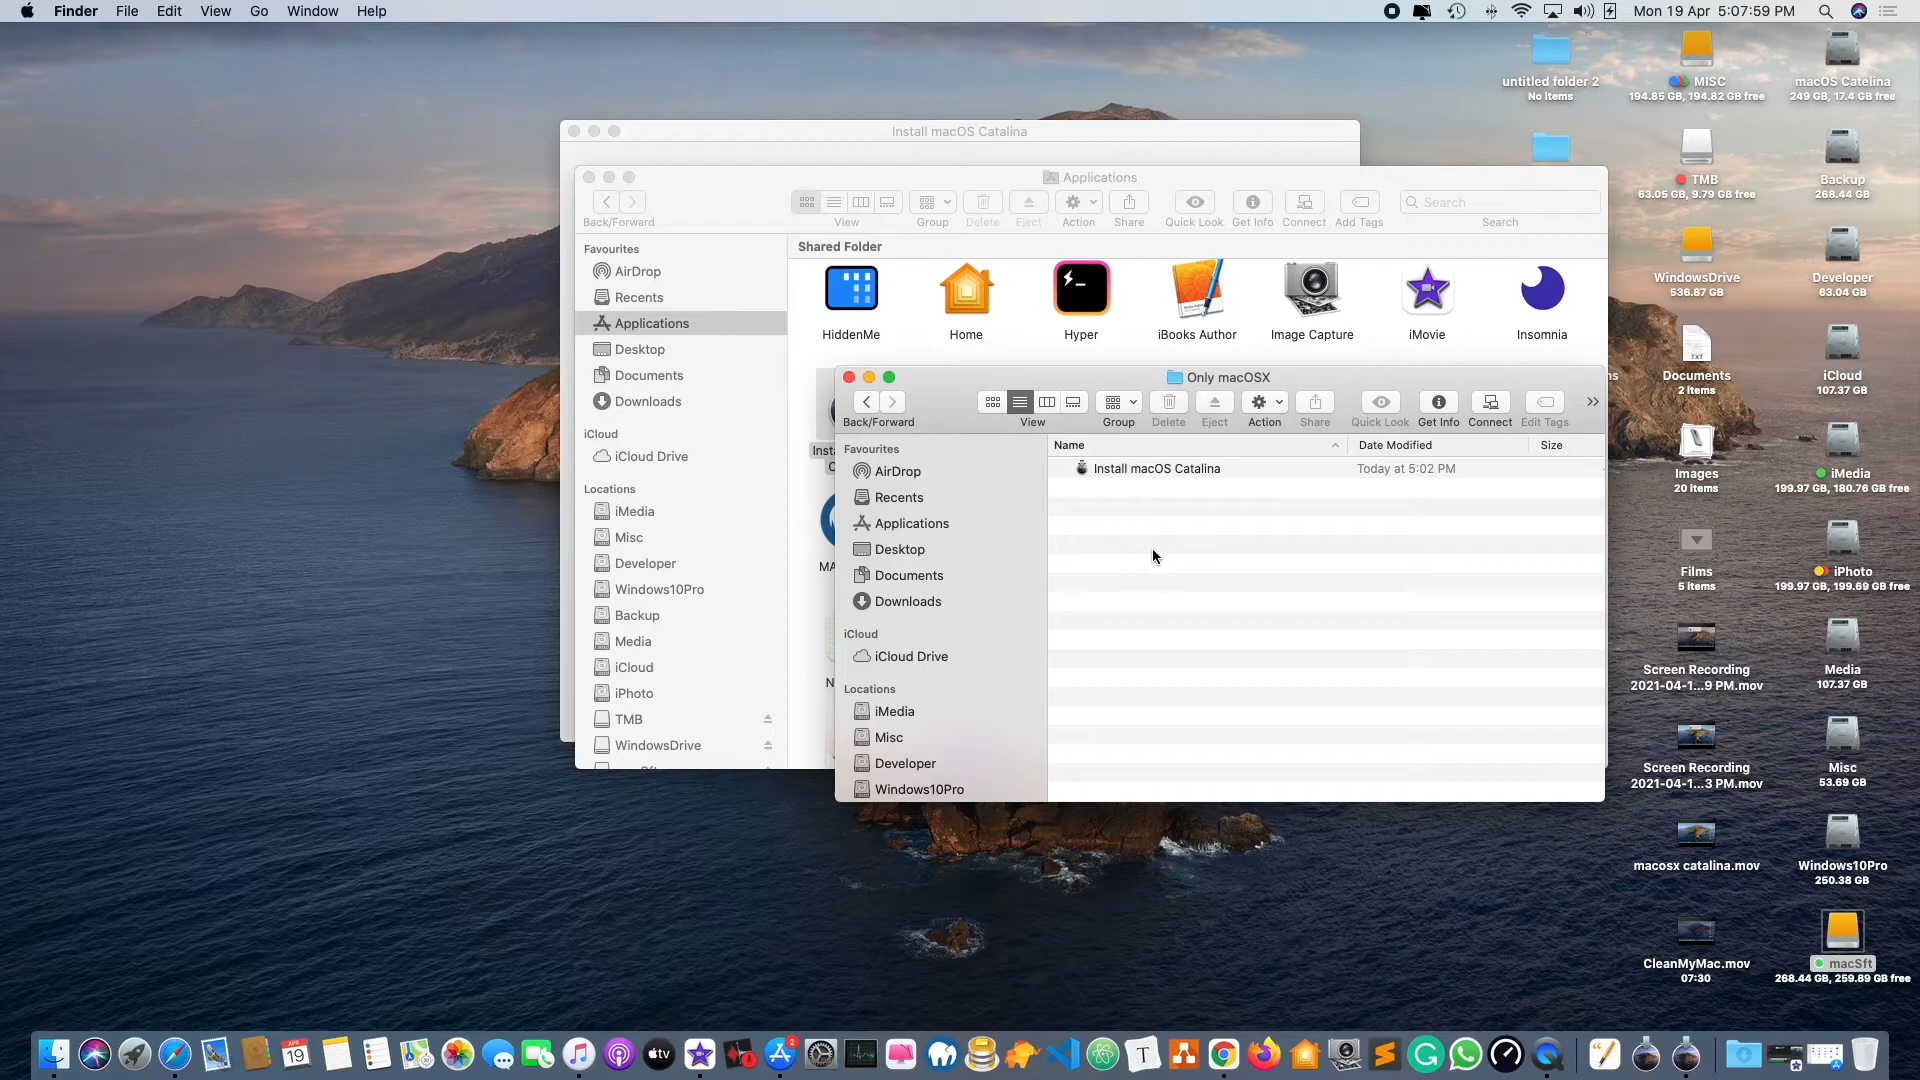 Finder File Edit View Go Window Help
Mon 19 Apr 5:07:59 PM
Install macOS Catalina
Applications
Back/Forward
View
Group
Delete
Eject
Action
Share
Quick Look
Get Info
Connect
Add Tags
Search
Search
Favourites
AirDrop
Recents
Applications
Desktop
Documents
Downloads
iCloud
iCloud Drive
Locations
iMedia
Misc
Developer
Windows10Pro
Backup
Media
iCloud
iPhoto
TMB
WindowsDrive
Shared Folder
HiddenMe
Home
Hyper
iBooks Author
Image Capture
iMovie
Insomnia
Only macOSX
Back/Forward
View
Group
Delete
Eject
Action
Share
Quick Look
Get Info
Connect
Edit Tags
Favourites
AirDrop
Recents
Applications
Desktop
Documents
Downloads
iCloud
iCloud Drive
Locations
iMedia
Misc
Developer
Windows10Pro
Name
Date Modified
Size
Install macOS Catalina
Today at 5:02 PM
untitled folder 2
No items
MISC
194.85 GB, 194.82 GB free
macOS Catelina
249 GB, 17.4 GB free
TMB
63.05 GB, 9.79 GB free
Backup
268.44 GB
WindowsDrive
536.87 GB
Developer
63.04 GB
TXT
Documents
2 items
iCloud
107.37 GB
Images
20 items
iMedia
199.97 GB, 180.76 GB free
Films
5 items
iPhoto
199.97 GB, 199.69 GB free
Screen Recording
2021-04-1...9 PM.mov
Media
107.37 GB
Screen Recording
2021-04-1...3 PM.mov
Misc
53.69 GB
macosx catalina.mov
Windows10Pro
250.38 GB
CleanMyMac.mov
07:30
macSft
268.44 GB, 259.89 GB free
APR
19
tv
2
T